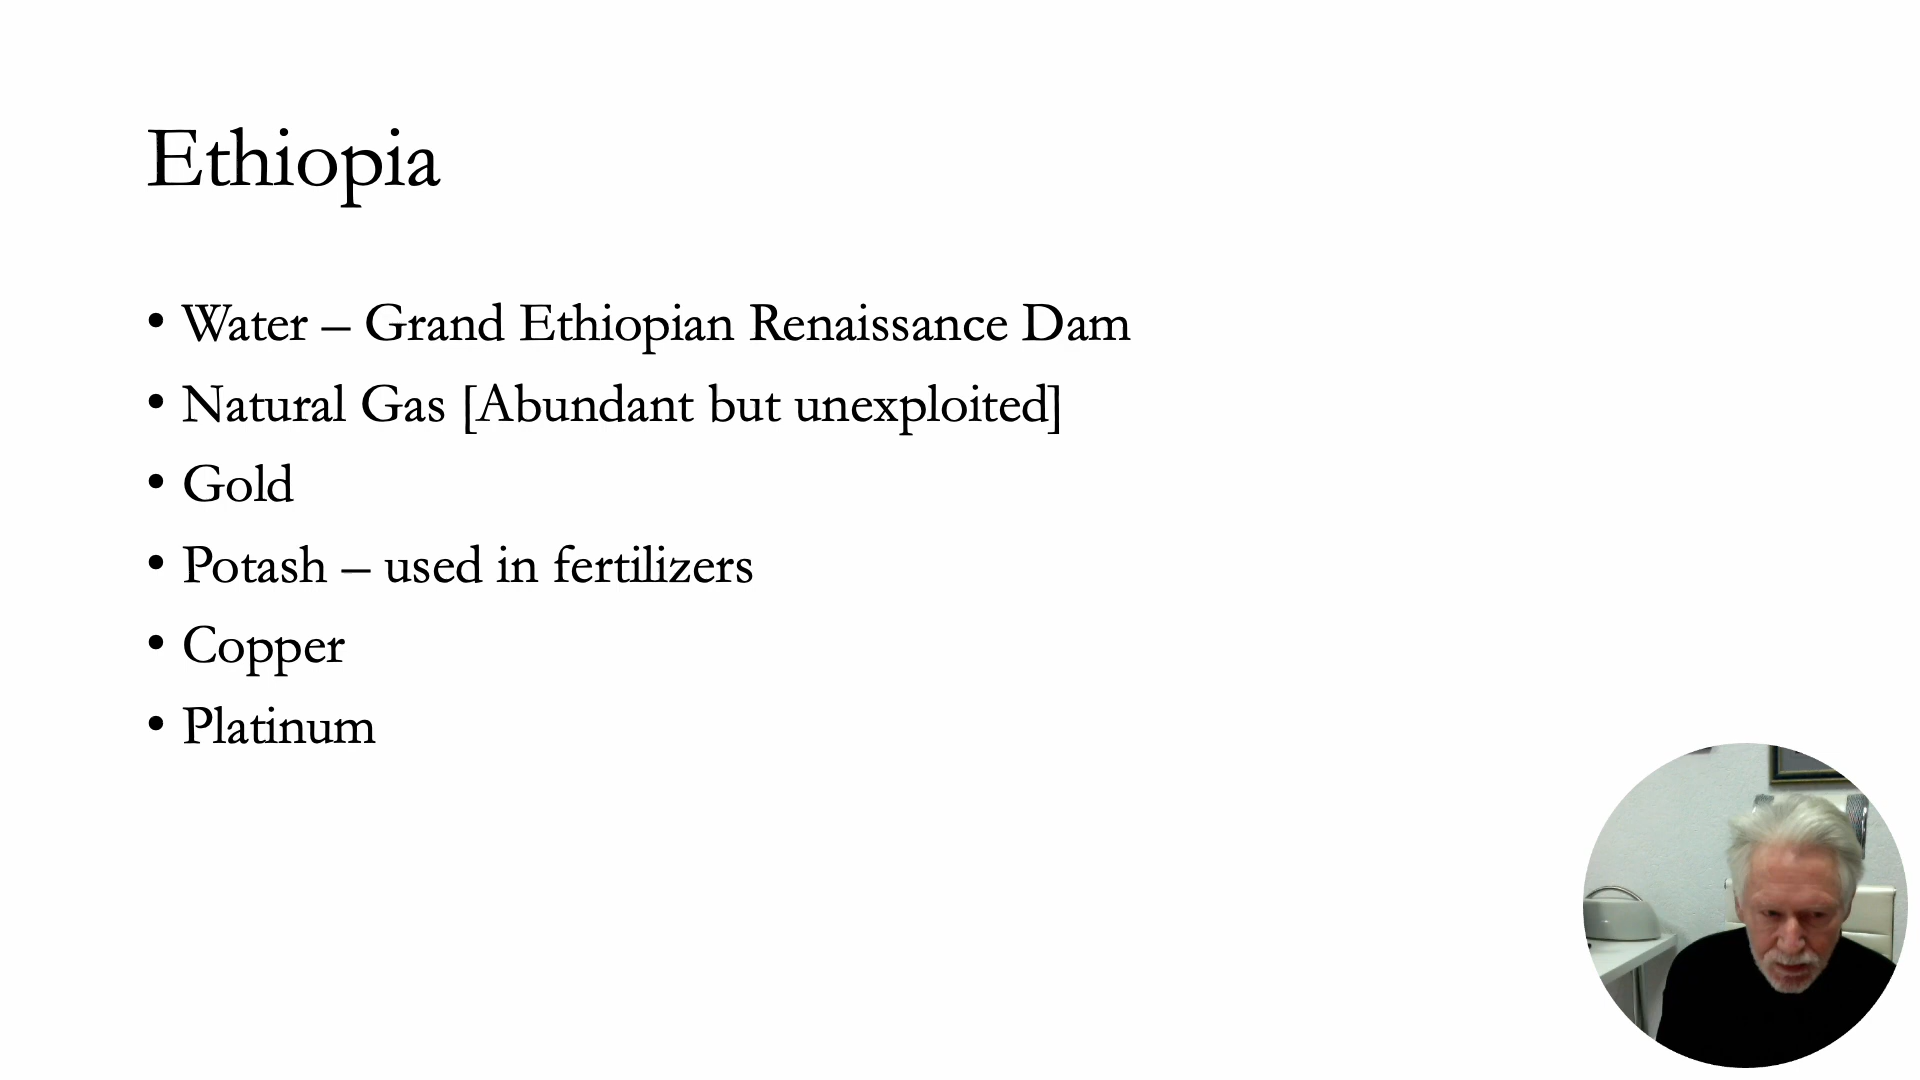 Ethiopia
• Water – Grand Ethiopian Renaissance Dam
• Natural Gas [Abundant but unexploited]
• Gold
• Potash – used in fertilizers
• Copper
• Platinum